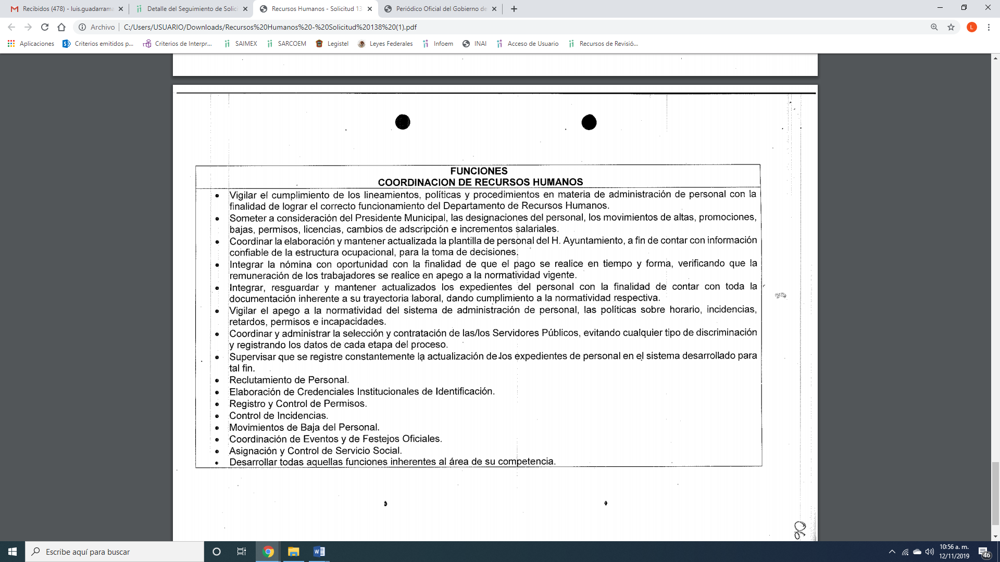 Recibidos (478) - luis.guadarrama
Detalle del Seguimiento de Solici
Recursos Humanos - Solicitud 13
Periódico Oficial del Gobierno de
Archivo
C:/Users/USUARIO/Downloads/Recursos%20Humanos%20-%20Solicitud%20138%20(1).pdf
L
Aplicaciones
Criterios emitidos p...
Criterios de Interpr...
SAIMEX
SARCOEM
Legistel
Leyes Federales
Infoem
INAI
Acceso de Usuario
Recursos de Revisió...
FUNCIONES
COORDINACION DE RECURSOS HUMANOS
• Vigilar el cumplimiento de los lineamientos, políticas y procedimientos en materia de administración de personal con la
finalidad de lograr el correcto funcionamiento del Departamento de Recursos Humanos.
• Someter a consideración del Presidente Municipal, las designaciones del personal, los movimientos de altas, promociones,
bajas, permisos, licencias, cambios de adscripción e incrementos salariales.
• Coordinar la elaboración y mantener actualizada la plantilla de personal del H. Ayuntamiento, a fin de contar con información
confiable de la estructura ocupacional, para la toma de decisiones.
• Integrar la nómina con oportunidad con la finalidad de que el pago se realice en tiempo y forma, verificando que la
remuneración de los trabajadores se realice en apego a la normatividad vigente.
• Integrar, resguardar y mantener actualizados los expedientes del personal con la finalidad de contar con toda la
documentación inherente a su trayectoria laboral, dando cumplimiento a la normatividad respectiva.
• Vigilar el apego a la normatividad del sistema de administración de personal, las políticas sobre horario, incidencias,
retardos, permisos e incapacidades.
• Coordinar y administrar la selección y contratación de las/los Servidores Públicos, evitando cualquier tipo de discriminación
y registrando los datos de cada etapa del proceso.
• Supervisar que se registre constantemente la actualización de los expedientes de personal en el sistema desarrollado para
tal fin.
• Reclutamiento de Personal.
• Elaboración de Credenciales Institucionales de Identificación.
• Registro y Control de Permisos.
• Control de Incidencias.
• Movimientos de Baja del Personal.
• Coordinación de Eventos y de Festejos Oficiales.
• Asignación y Control de Servicio Social.
• Desarrollar todas aquellas funciones inherentes al área de su competencia.
Escribe aquí para buscar
10:56 a. m.
12/11/2019
46